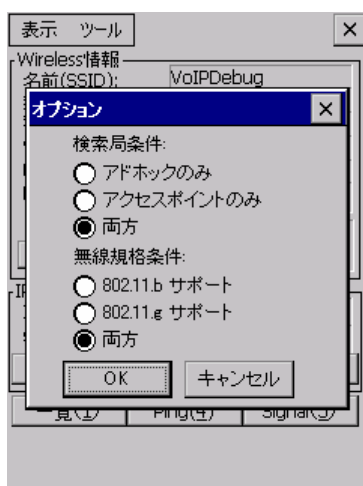 表示 ツール
Wireless情報
名前(SSID): VoIPDebug
オプション
検索局条件:
アドホックのみ
アクセスポイントのみ
両方
無線規格条件:
802.11.b サポート
802.11.g サポート
両方
OK キャンセル
一覧(1) Ping(4) Signal(5)